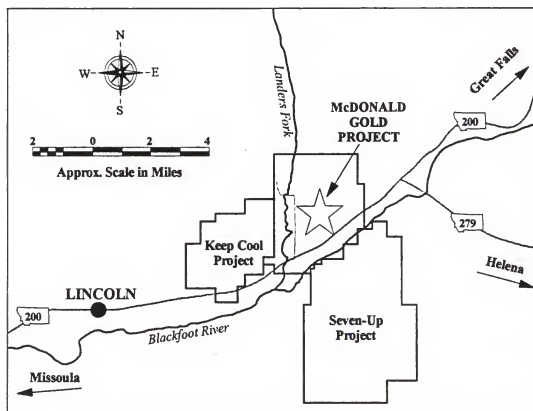 N
W E
S
2 0 2 4
Approx. Scale in Miles
Landers Fork
McDONALD
GOLD
PROJECT
Great Falls
200
279
Helena
Keep Cool
Project
LINCOLN
200
Blackfoot River
Seven-Up
Project
Missoula